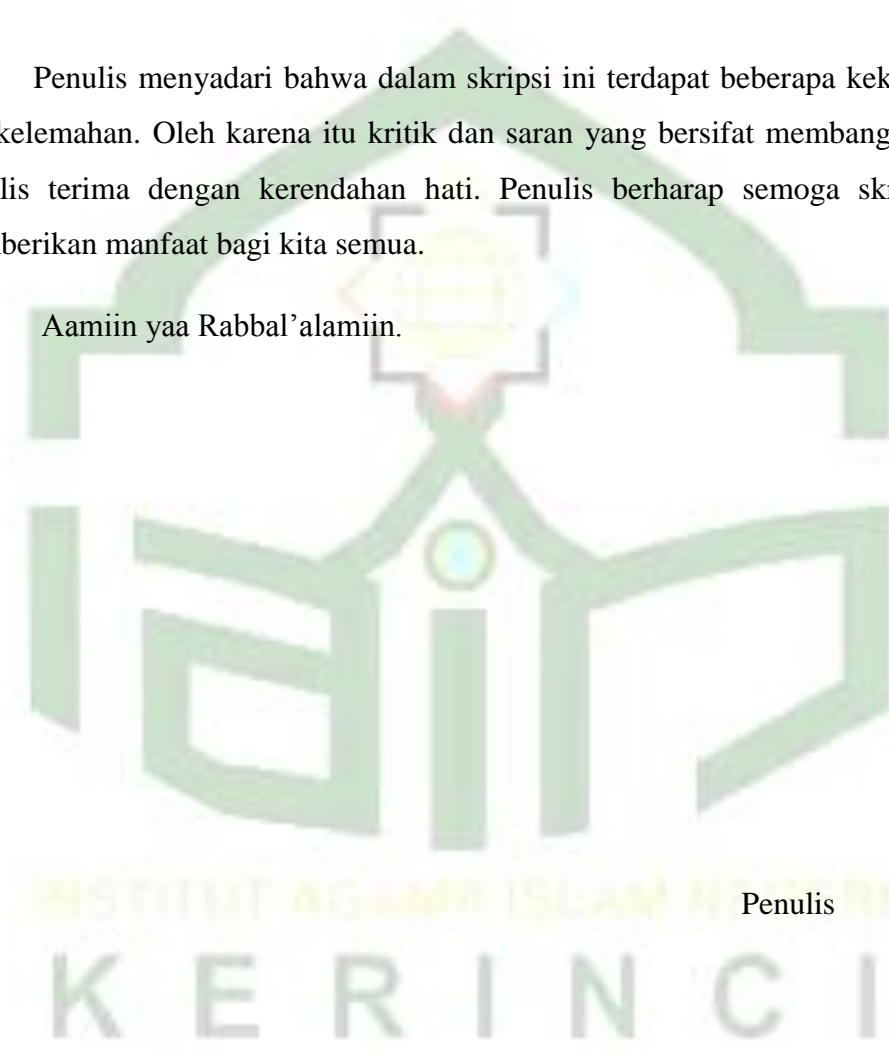 Penulis menyadari bahwa dalam skripsi ini terdapat beberapa kek
kelemahan. Oleh karena itu kritik dan saran yang bersifat membang
lis terima dengan kerendahan hati. Penulis berharap semoga sk
berikan manfaat bagi kita semua.
Aamiin yaa Rabbal’alamiin.
INSTITUT AGAMA ISLAM
Penulis
KERINCI